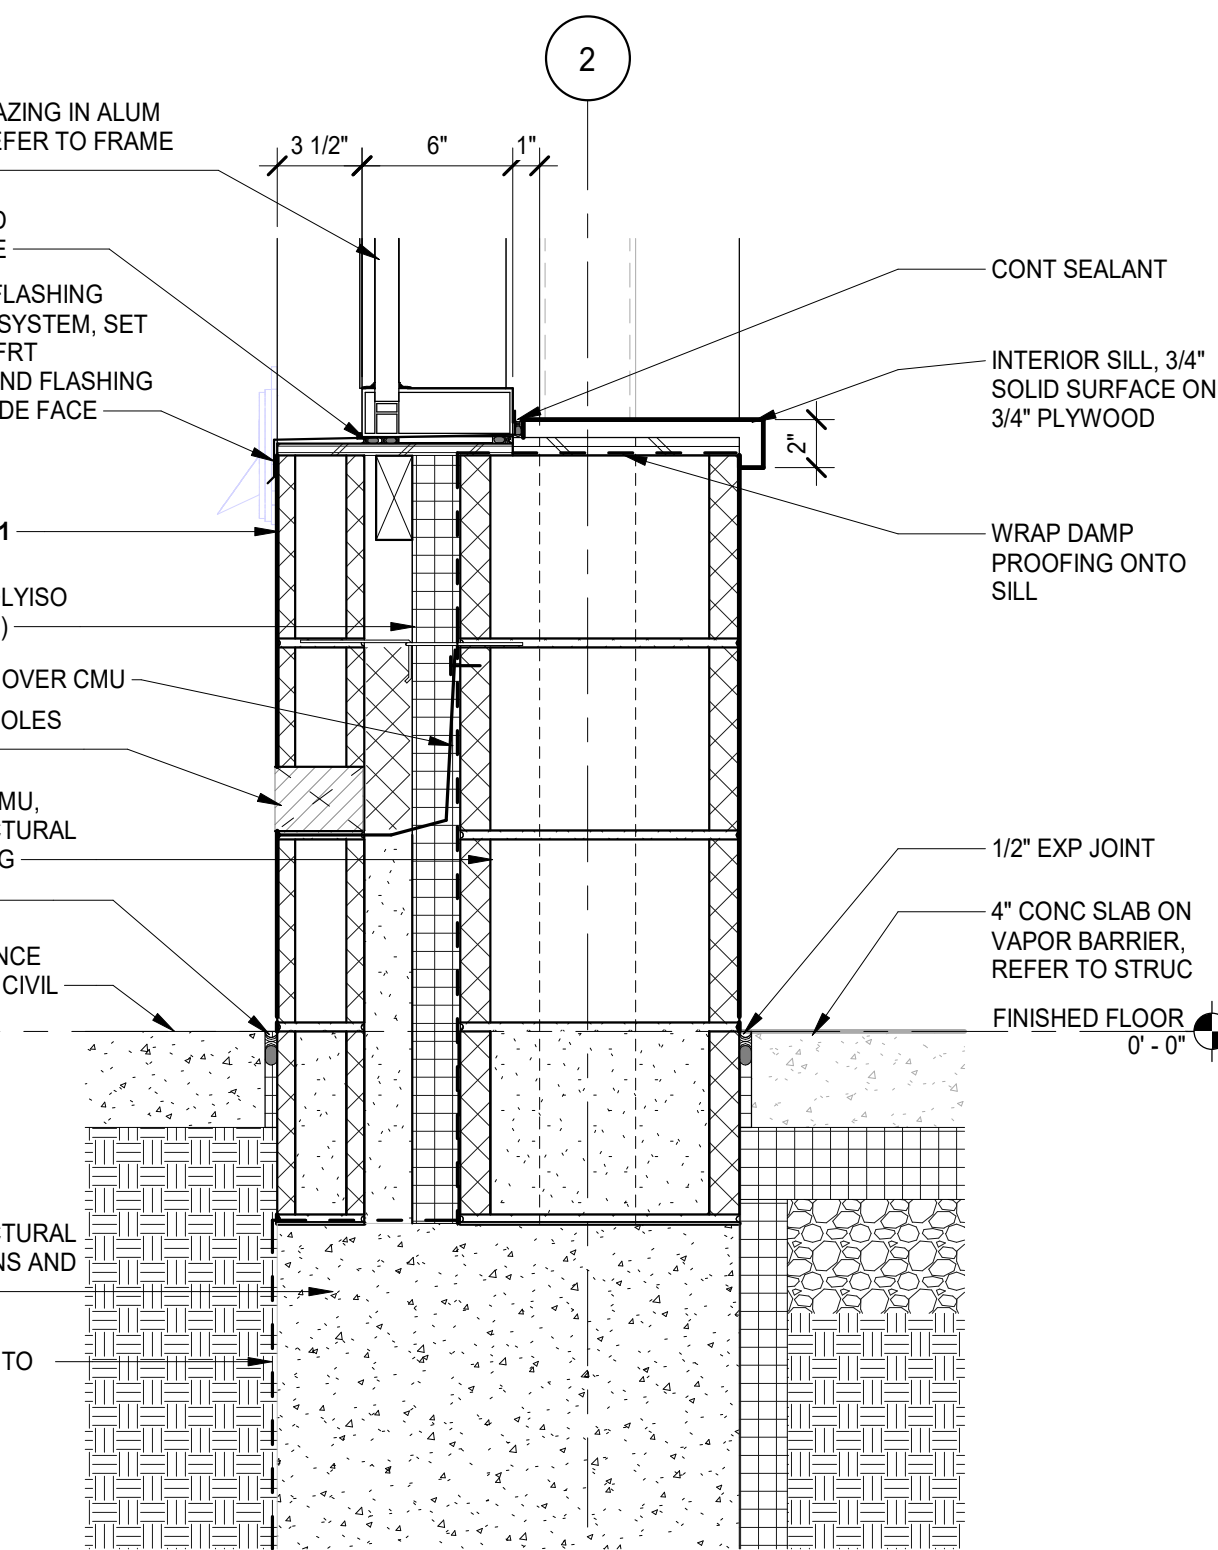 2
AZING IN ALUM
EFER TO FRAME
3 1/2"
6"
1"
D
E
FLASHING
SYSTEM, SET
FRT
ND FLASHING
DE FACE
1
LYISO
)
OVER CMU
OLES
MU,
CTURAL
G
NCE
CIVIL
CTURAL
NS AND
TO
CONT SEALANT
INTERIOR SILL, 3/4"
SOLID SURFACE ON
3/4" PLYWOOD
2"
WRAP DAMP
PROOFING ONTO
SILL
1/2" EXP JOINT
4" CONC SLAB ON
VAPOR BARRIER,
REFER TO STRUC
FINISHED FLOOR
0' - 0"